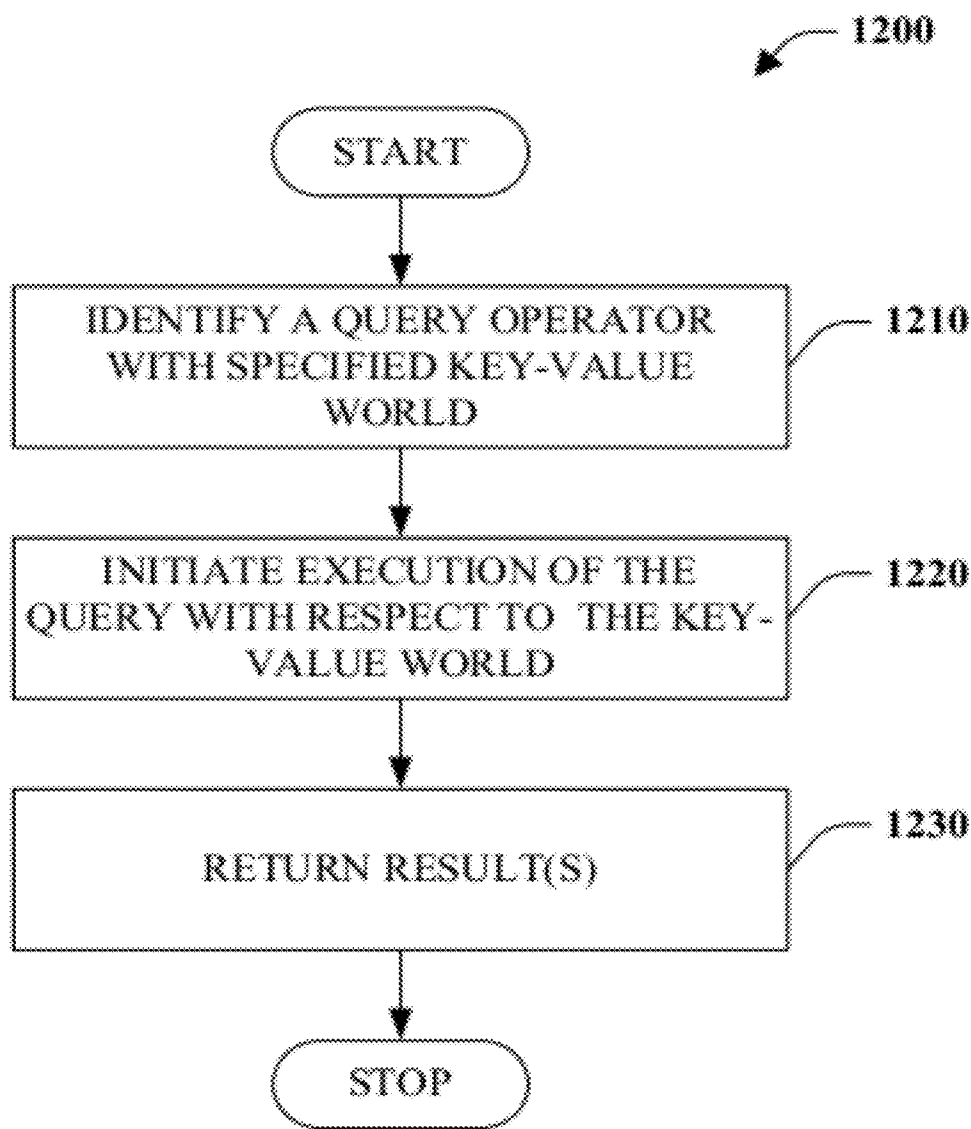 1200
START
IDENTIFY A QUERY OPERATOR
WITH SPECIFIED KEY-VALUE
WORLD
1210
INITIATE EXECUTION OF THE
QUERY WITH RESPECT TO THE KEY-
VALUE WORLD
1220
RETURN RESULT(S)
1230
STOP